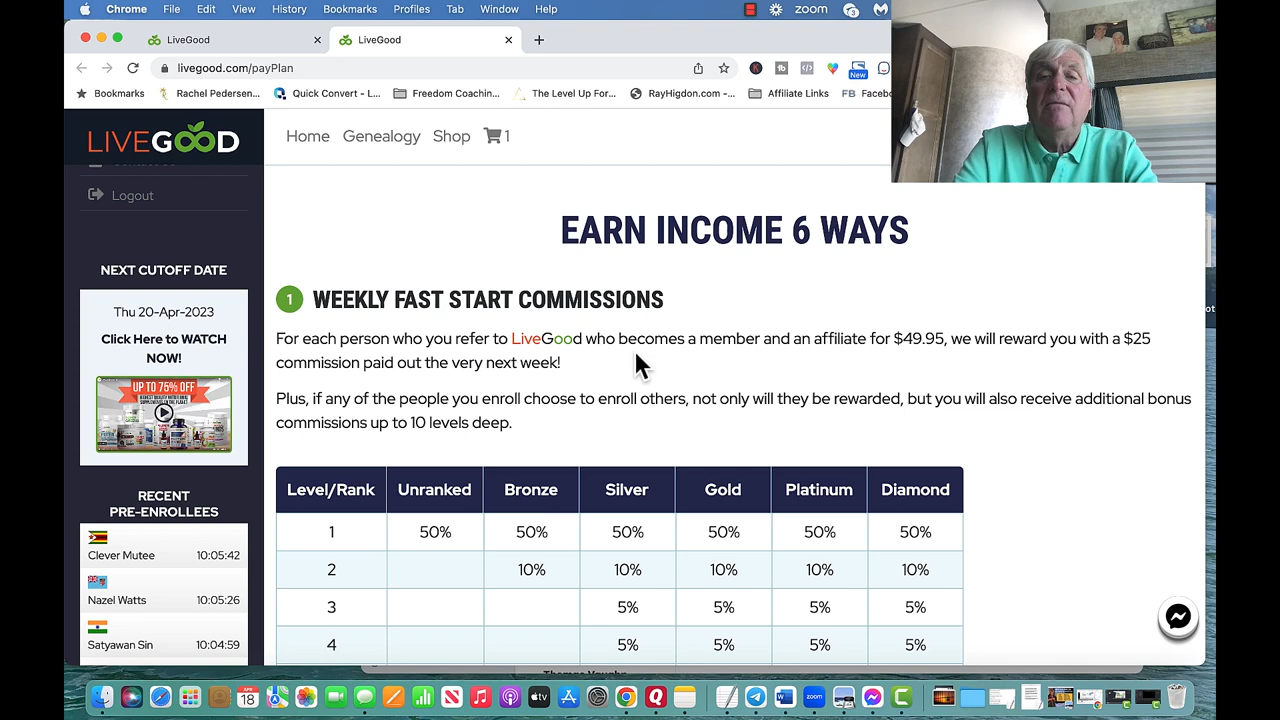 Chrome File Edit View History Bookmarks Profiles Tab Window Help
zoom
LiveGood
LiveGood
livegood.com/payPlan
New
Bookmarks Rachel Pedersen... Quick Convert - L... Freedom Coachin... The Level Up For... RayHigdon.com -... Affiliate Links FB Facebo
LIVEGOOD
Home Genealogy Shop 1
Logout
NEXT CUTOFF DATE
Thu 20-Apr-2023
Click Here to WATCH
NOW!
UP TO 75% OFF
RECENT
PRE-ENROLLEES
Clever Mutee 10:05:42
Nazel Watts 10:05:26
Satyawan Sin 10:04:59
EARN INCOME 6 WAYS
1 WEEKLY FAST START COMMISSIONS
For each person who you refer to LiveGood who becomes a member and an affiliate for $49.95, we will reward you with a $25
commission paid out the very next week!
Plus, if any of the people you enroll choose to enroll others, not only will they be rewarded, but you will also receive additional bonus
commissions up to 10 levels deep.
Level/Rank Unranked Bronze Silver Gold Platinum Diamond
1 50% 50% 50% 50% 50% 50%
2 10% 10% 10% 10% 10%
3 5% 5% 5% 5%
4 5% 5% 5% 5%
APR
18
zoom